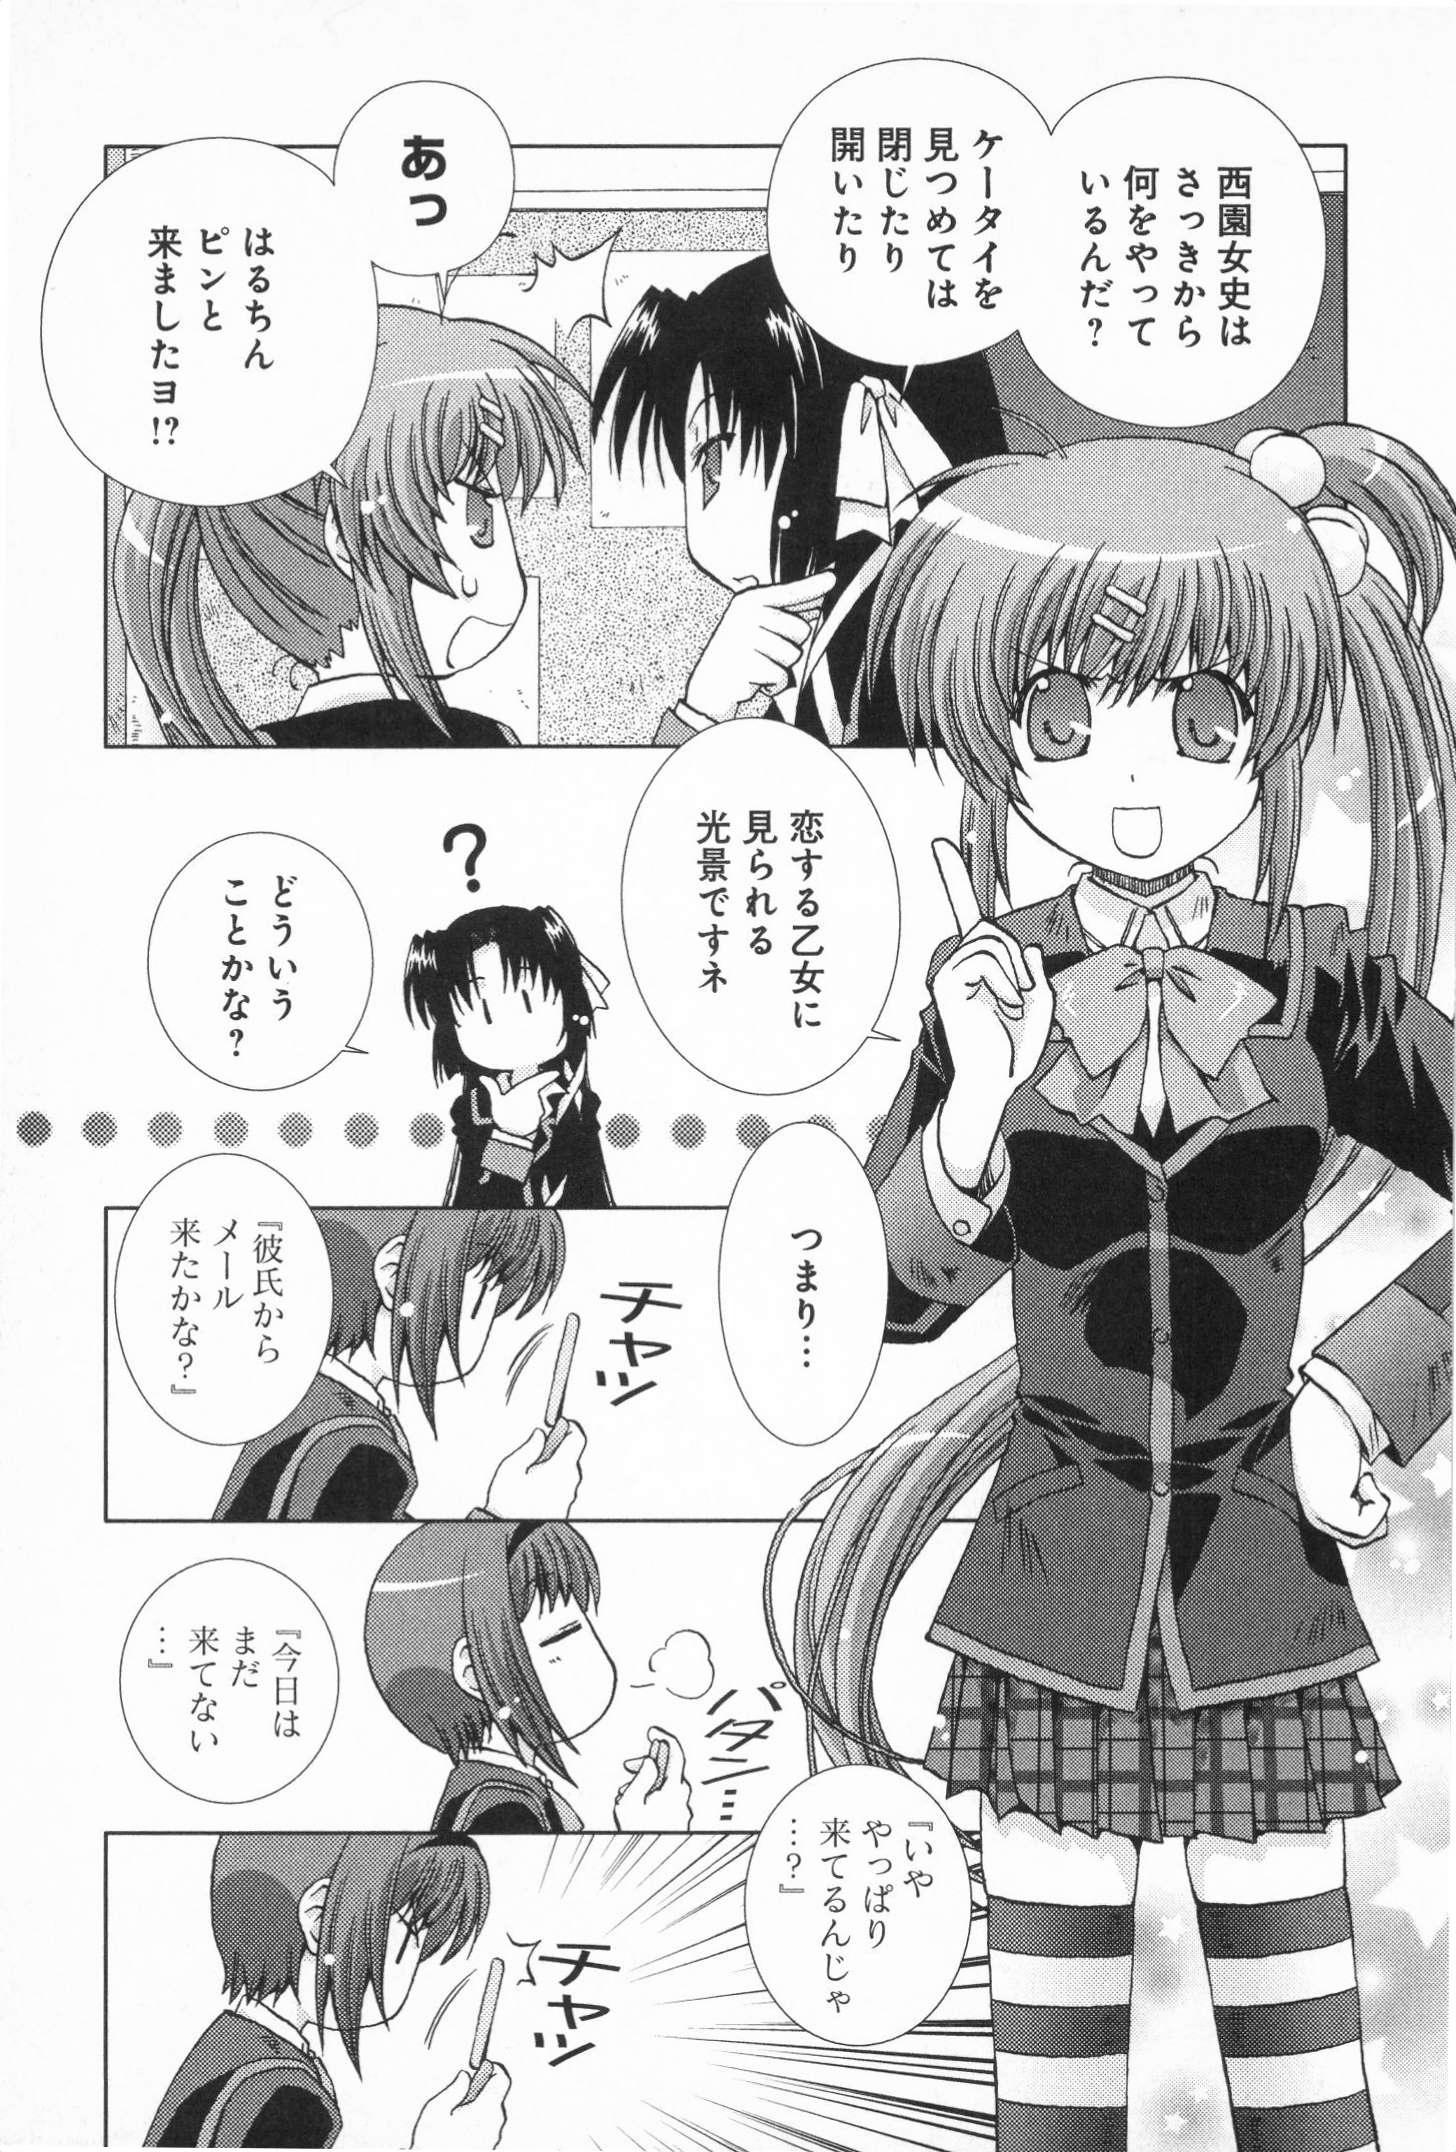 西園女史は
さっきから
何をやって
いるんだ?
ケータイを
見つめては
閉じたり
開いたり
あっ
はるちん
ピンと
来ましたヨ!?
恋する乙女に
見られる
光景ですネ
?
どういう
ことかな?
つまり…
『彼氏から
メール
来たかな?』
チャッ
『今日は
まだ
来てない
…』
パタン…
『いや
やっぱり
来てるんじゃ
…?』
チャッ